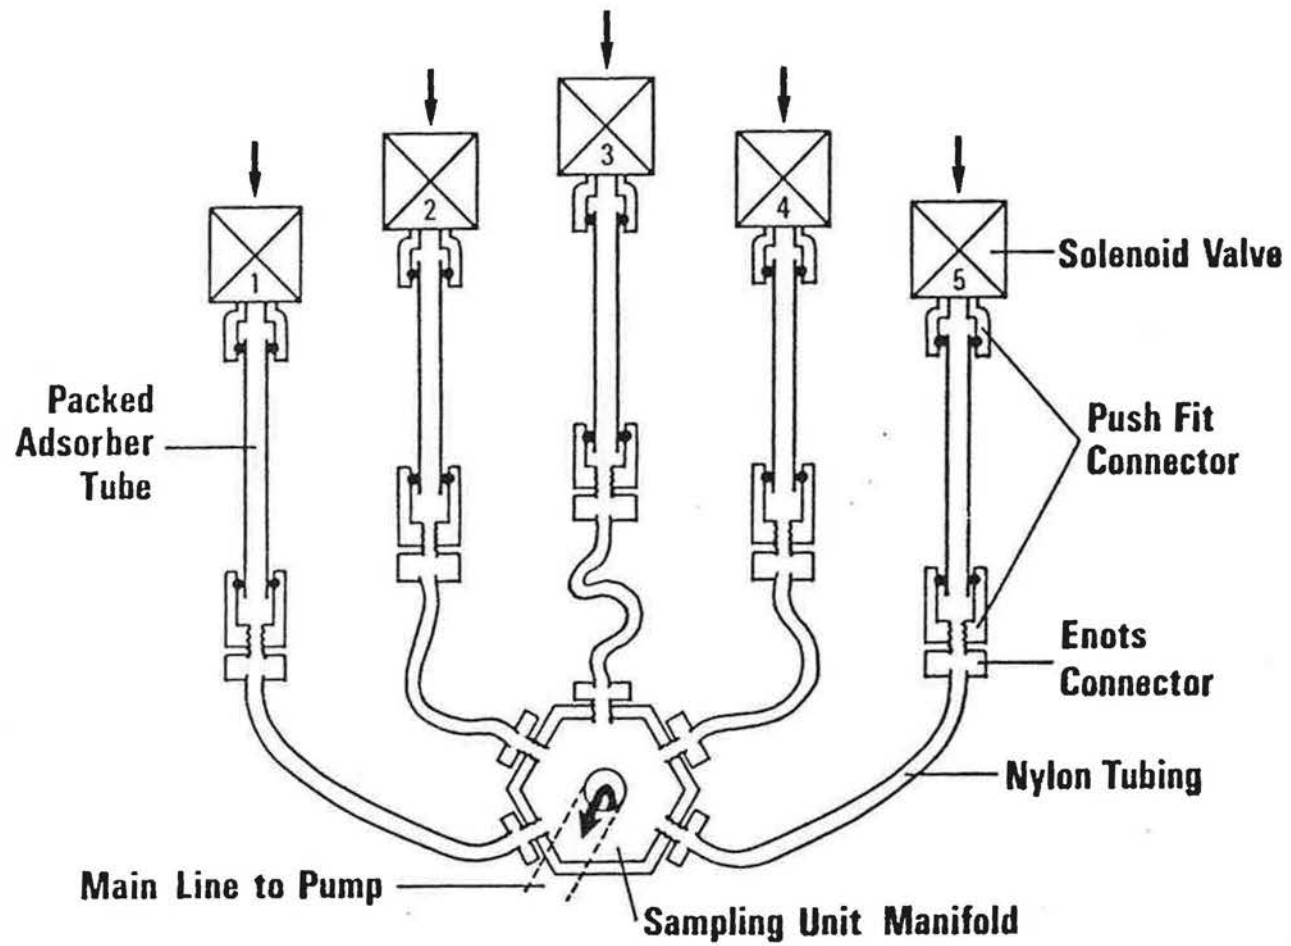 3
2
4
1
5
Solenoid Valve
Packed
Adsorber
Tube
Push Fit
Connector
Enots
Connector
Nylon Tubing
Main Line to Pump
Sampling Unit Manifold